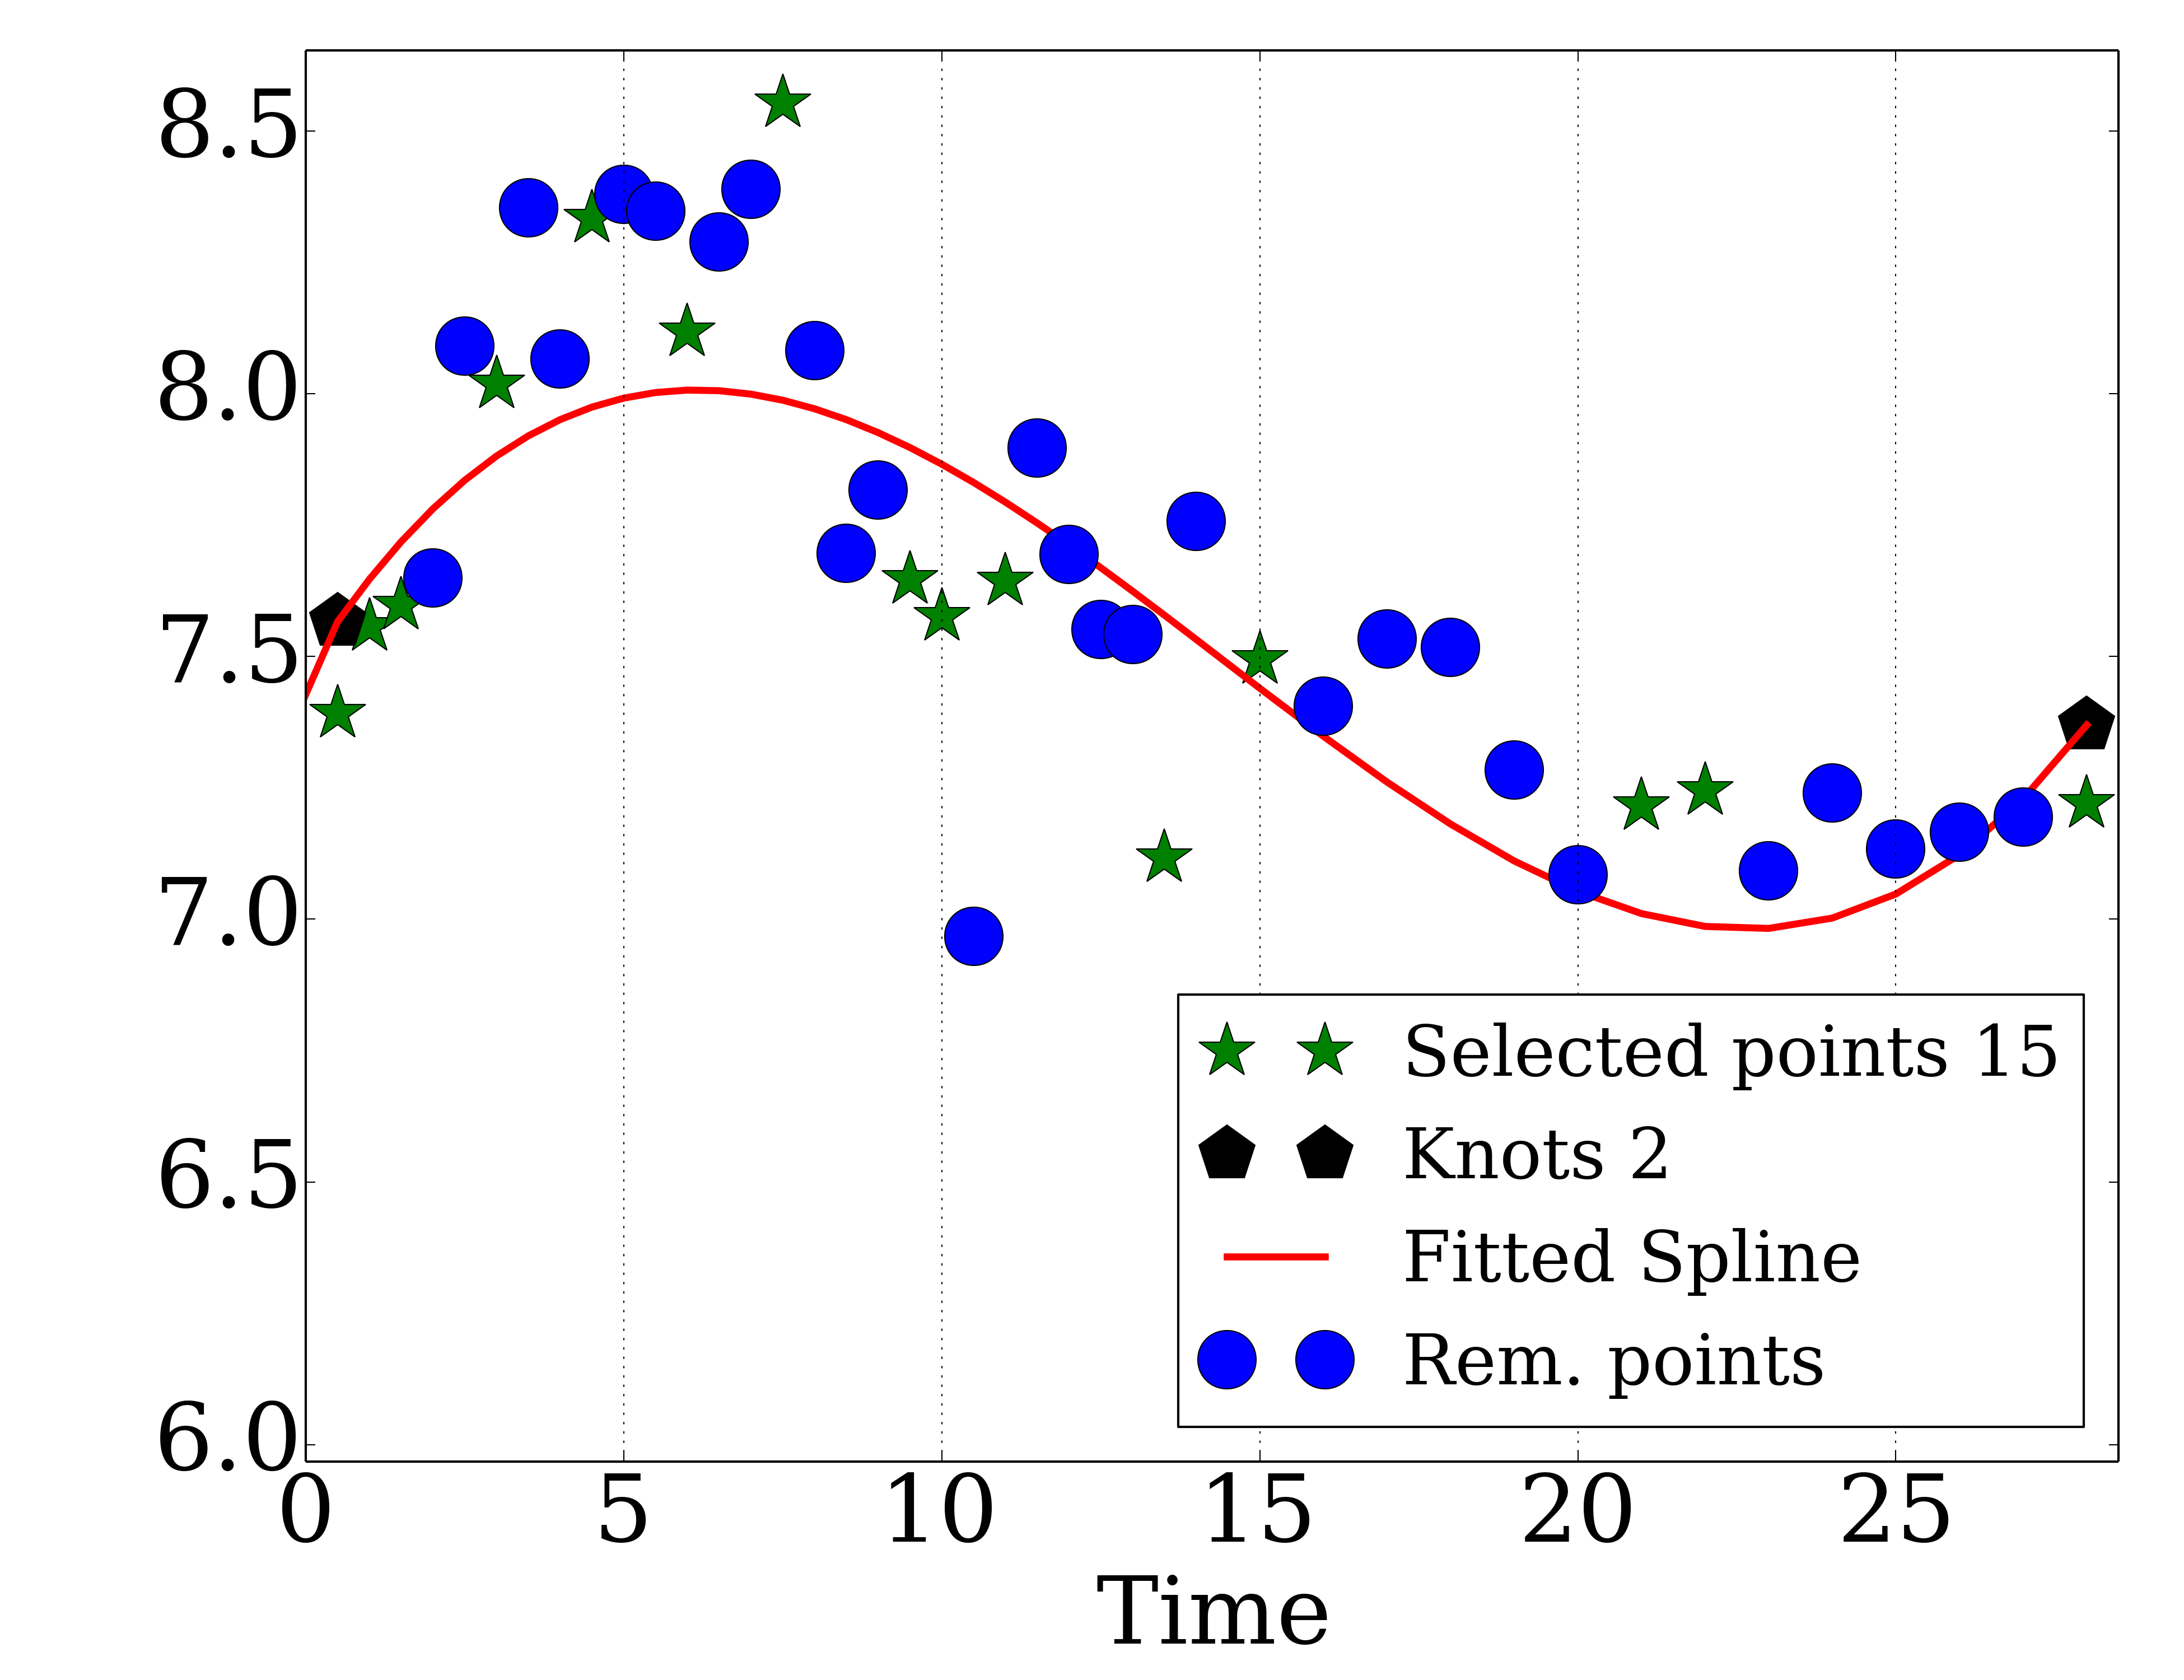 8.5
8.0
7.5
7.0
6.5
6.0
Selected points 15
Knots 2
Fitted Spline
Rem. points
0 5 10 15 20 25
Time